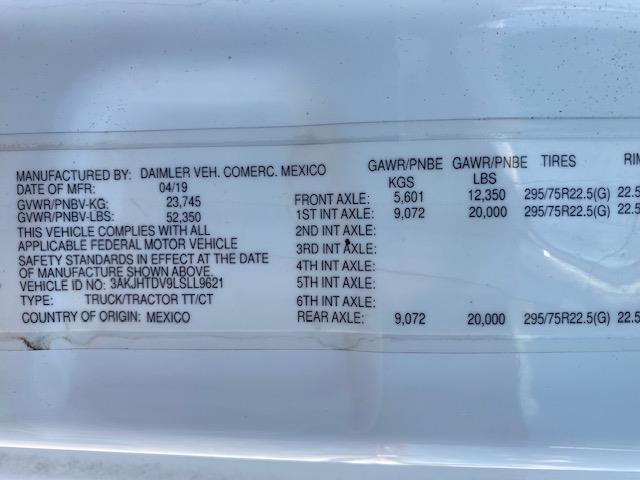 MANUFACTURED BY: DAIMLER VEH. COMERC. MEXICO
DATE OF MFR: 04/19
GVWR/PNBV-KG: 23,745
GVWR/PNBV-LBS: 52,350
THIS VEHICLE COMPLIES WITH ALL
APPLICABLE FEDERAL MOTOR VEHICLE
SAFETY STANDARDS IN EFFECT AT THE DATE
OF MANUFACTURE SHOWN ABOVE.
VEHICLE ID NO: 3AKJHTDV9LSLL9621
TYPE: TRUCK/TRACTOR TT/CT
COUNTRY OF ORIGIN: MEXICO
GAWR/PNBE GAWR/PNBE TIRES RI
KGS LBS
FRONT AXLE: 5,601 12,350 295/75R22.5(G) 22.5
1ST INT AXLE: 9,072 20,000 295/75R22.5(G) 22.5
2ND INT AXLE:
3RD INT AXLE:
4TH INT AXLE:
5TH INT AXLE:
6TH INT AXLE:
REAR AXLE: 9,072 20,000 295/75R22.5(G) 22.5